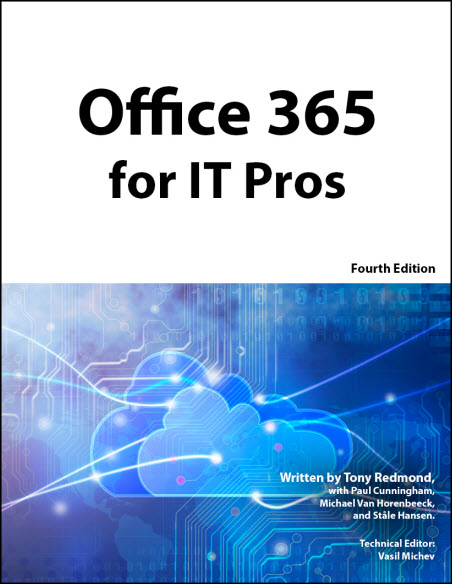 Office 365
for IT Pros
Fourth Edition
Written by Tony Redmond,
with Paul Cunningham,
Michael Van Horenbeeck,
and Ståle Hansen.
Technical Editor:
Vasil Michev